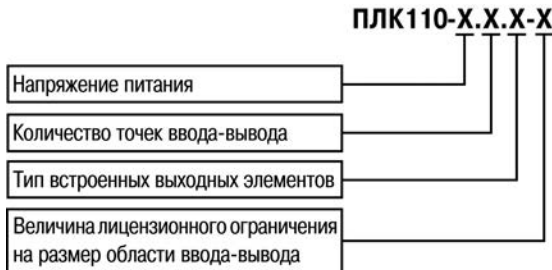 ПЛК110-Х.Х.Х-Х
Напряжение питания
Количество точек ввода-вывода
Тип встроенных выходных элементов
Величина лицензионного ограничения
на размер области ввода-вывода